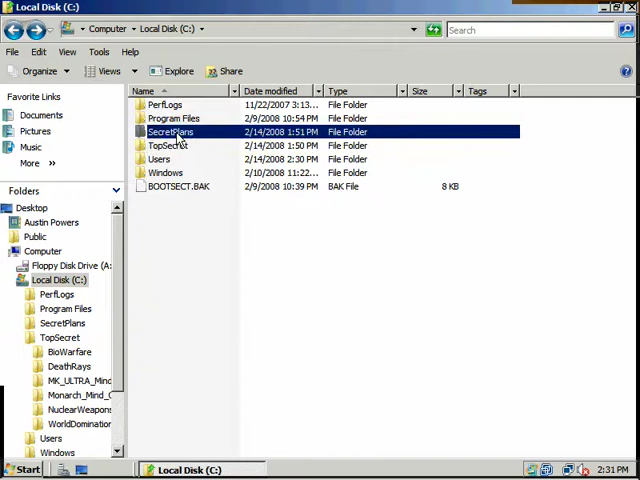 Local Disk (C:)
Computer Local Disk (C:)
Search
File Edit View Tools Help
Organize Views Explore Share
Favorite Links
Documents
Pictures
Music
More »
Folders
Desktop
Austin Powers
Public
Computer
Floppy Disk Drive (A:
Local Disk (C:)
PerfLogs
Program Files
SecretPlans
TopSecret
BioWarfare
DeathRays
MK_ULTRA_Mind
Monarch_Mind_C
NuclearWeapons
WorldDomination
Users
Windows
Name Date modified Type Size Tags
PerfLogs 11/22/2007 3:13... File Folder
Program Files 2/9/2008 10:54 PM File Folder
SecretPlans 2/14/2008 1:51 PM File Folder
TopSecret 2/14/2008 1:50 PM File Folder
Users 2/14/2008 2:30 PM File Folder
Windows 2/10/2008 11:22... File Folder
BOOTSECT.BAK 2/9/2008 10:39 PM BAK File 8 KB
Start Local Disk (C:) 2:31 PM